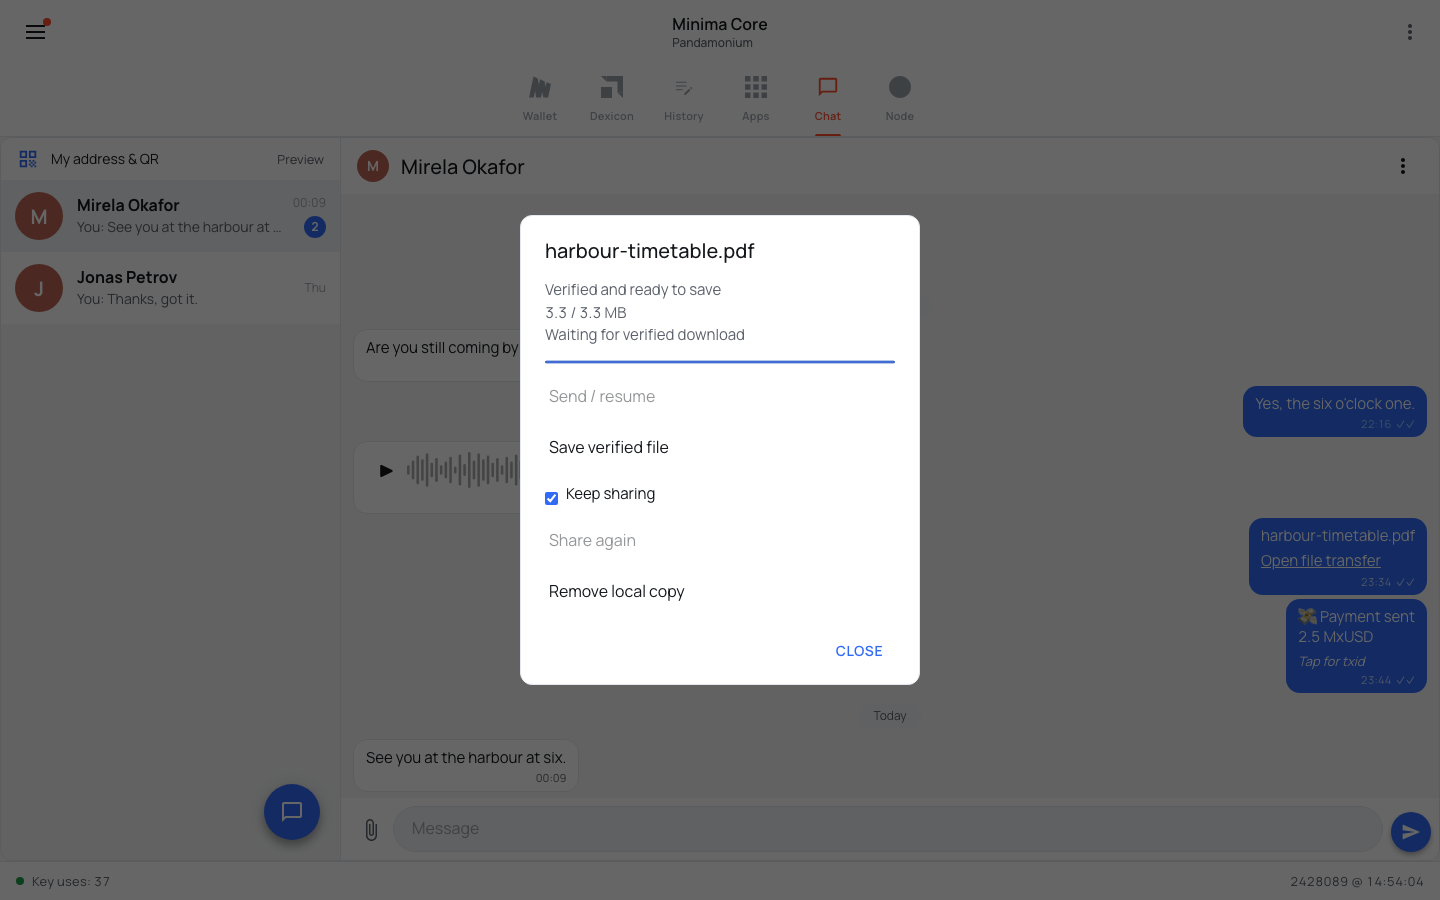 Minima Core
Pandamonium
Wallet
Dexicon
History
Apps
Chat
Node
My address & QR
Preview
M
Mirela Okafor
00:09
You: See you at the harbour at ...
2
J
Jonas Petrov
Thu
You: Thanks, got it.
M
Mirela Okafor
Are you still coming by
Yes, the six o'clock one.
22:16
harbour-timetable.pdf
Open file transfer
23:34
Payment sent
2.5 MxUSD
Tap for txid
23:44
Today
See you at the harbour at six.
00:09
Message
harbour-timetable.pdf
Verified and ready to save
3.3 / 3.3 MB
Waiting for verified download
Send / resume
Save verified file
Keep sharing
Share again
Remove local copy
CLOSE
Key uses: 37
2428089 @ 14:54:04